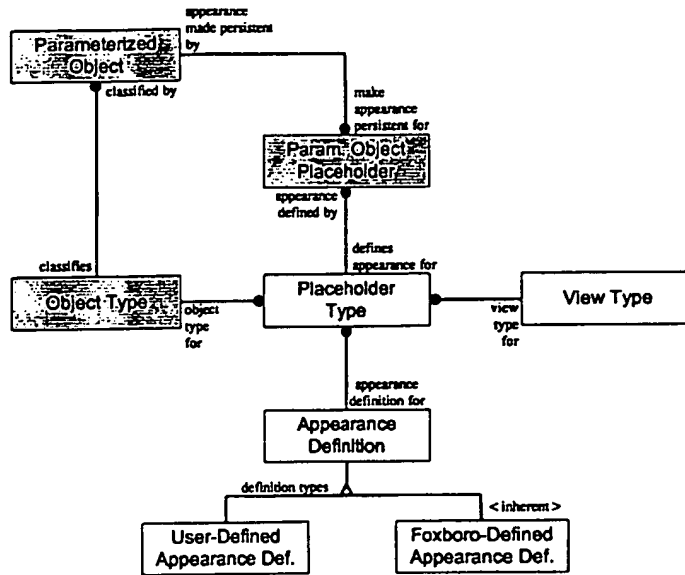 appearance
made persistent
by
Parameterized
Object
classified by
make
appearance
persistent for
Param. Object
Placeholder
appearance
defined by
classifies
defines
appearance for
Object Type
object
type
for
Placeholder
Type
view
type
for
View Type
appearance
definition for
Appearance
Definition
definition types
< inherent >
User-Defined
Appearance Def.
Foxboro-Defined
Appearance Def.